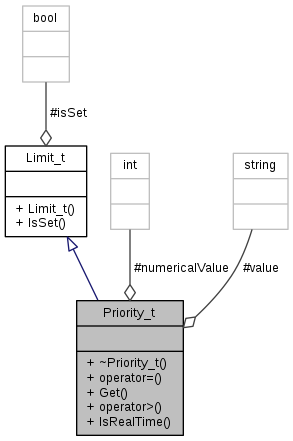 bool
#isSet
Limit_t
+ Limit_t()
+ IsSet()
int
string
#numericalValue
#value
Priority_t
+ ~Priority_t()
+ operator=()
+ Get()
+ operator>()
+ IsRealTime()